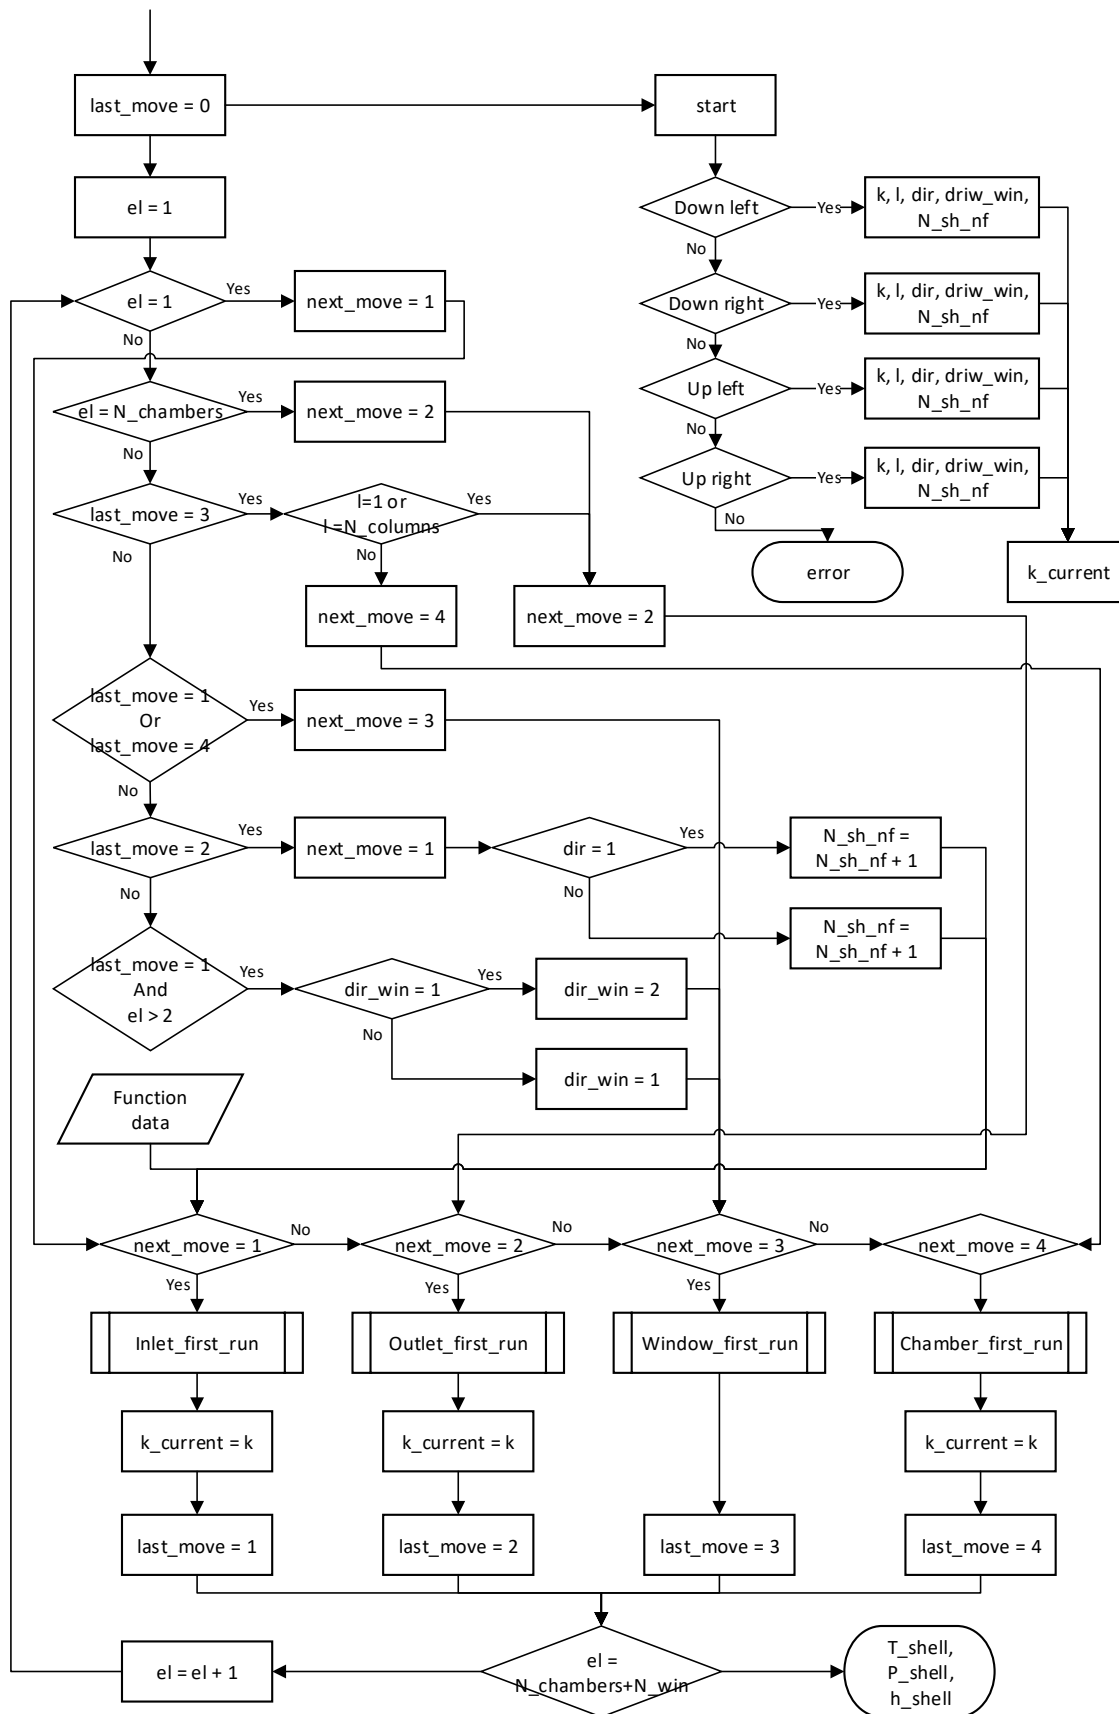 last_move = 0
start
el = 1
Down left
Yes
k, l, dir, driw_win,
N_sh_nf
No
el = 1
Yes
next_move = 1
No
Down right
Yes
k, l, dir, driw_win,
N_sh_nf
No
el = N_chambers
Yes
next_move = 2
No
Up left
Yes
k, l, dir, driw_win,
N_sh_nf
No
last_move = 3
Yes
l=1 or
l =N_columns
Yes
No
No
Up right
Yes
k, l, dir, driw_win,
N_sh_nf
No
error
k_current
next_move = 4
next_move = 2
last_move = 1
Or
last_move = 4
Yes
next_move = 3
No
last_move = 2
Yes
next_move = 1
dir = 1
Yes
N_sh_nf =
N_sh_nf + 1
No
No
N_sh_nf =
N_sh_nf + 1
last_move = 1
And
el > 2
Yes
dir_win = 1
Yes
dir_win = 2
No
dir_win = 1
Function
data
next_move = 1
No
next_move = 2
No
next_move = 3
No
next_move = 4
Yes
Yes
Yes
Inlet_first_run
Outlet_first_run
Window_first_run
Chamber_first_run
k_current = k
k_current = k
k_current = k
last_move = 1
last_move = 2
last_move = 3
last_move = 4
el = el + 1
el =
N_chambers+N_win
T_shell,
P_shell,
h_shell